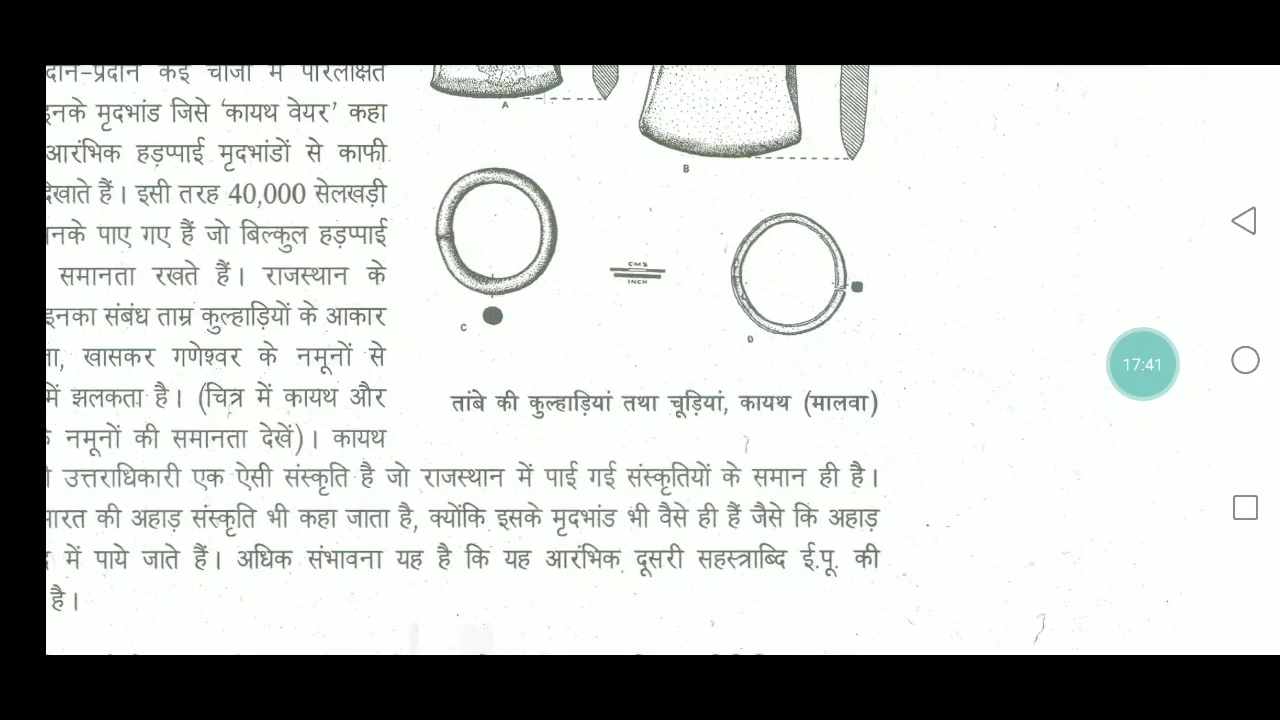 दान-प्रदान कई चीजों में परिलक्षित
इनके मृदभांड जिसे ‘कायथ वेयर’ कहा
आरंभिक हड़प्पाई मृदभांडों से काफी
देखाते हैं। इसी तरह 40,000 सेलखड़ी
नके पाए गए हैं जो बिल्कुल हड़प्पाई
समानता रखते हैं। राजस्थान के
इनका संबंध ताम्र कुल्हाड़ियों के आकार
ता, खासकर गणेश्वर के नमूनों से
में झलकता है। (चित्र में कायथ और
नमूनों की समानता देखें)। कायथ
A
B
C
CMS
INCH
D
तांबे की कुल्हाड़ियां तथा चूड़ियां, कायथ (मालवा)
उत्तराधिकारी एक ऐसी संस्कृति है जो राजस्थान में पाई गई संस्कृतियों के समान ही है।
भारत की अहाड़ संस्कृति भी कहा जाता है, क्योंकि इसके मृदभांड भी वैसे ही हैं जैसे कि अहाड़
में पाये जाते हैं। अधिक संभावना यह है कि यह आरंभिक दूसरी सहस्त्राब्दि ई.पू. की
है।
17:41